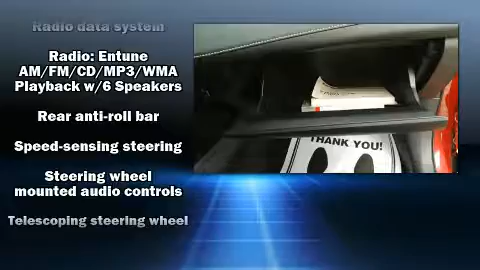 Radio data system
Radio: Entune
AM/FM/CD/MP3/WMA
Playback w/6 Speakers
Rear anti-roll bar
Speed-sensing steering
Steering wheel
mounted audio controls
Telescoping steering wheel
THANK YOU!